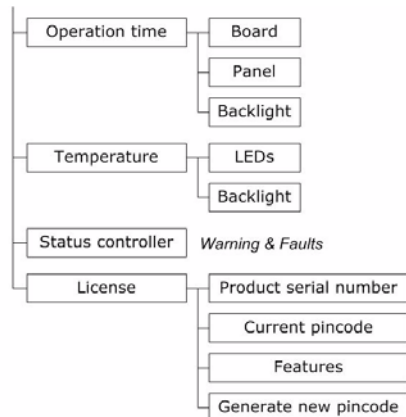 Operation time
Board
Panel
Backlight
Temperature
LEDs
Backlight
Status controller
Warning & Faults
License
Product serial number
Current pincode
Features
Generate new pincode